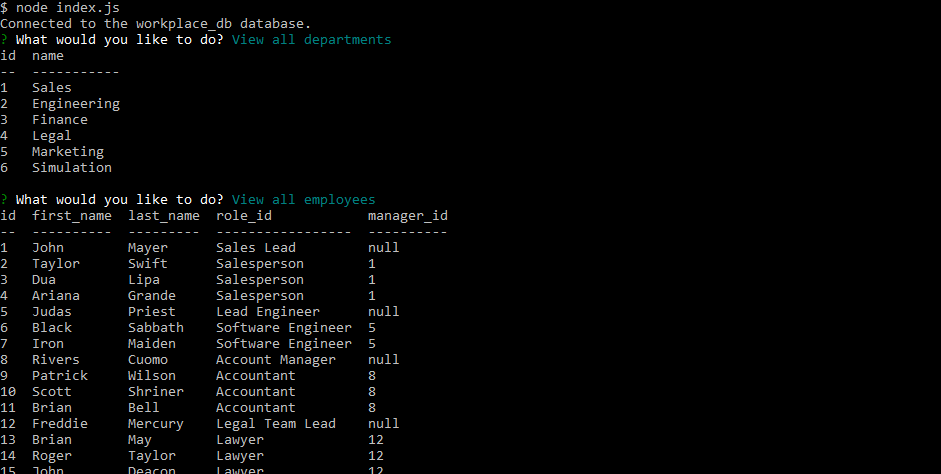 $ node index.js
Connected to the workplace_db database.
? What would you like to do? View all departments
id  name
--  -----------
1   Sales
2   Engineering
3   Finance
4   Legal
5   Marketing
6   Simulation
? What would you like to do? View all employees
id  first_name  last_name  role_id            manager_id
--  ----------  ---------  -----------------  ----------
1   John        Mayer      Sales Lead         null
2   Taylor      Swift      Salesperson        1
3   Dua         Lipa       Salesperson        1
4   Ariana      Grande     Salesperson        1
5   Judas       Priest     Lead Engineer      null
6   Black       Sabbath    Software Engineer  5
7   Iron        Maiden     Software Engineer  5
8   Rivers      Cuomo      Account Manager    null
9   Patrick     Wilson     Accountant         8
10  Scott       Shriner    Accountant         8
11  Brian       Bell       Accountant         8
12  Freddie     Mercury    Legal Team Lead    null
13  Brian       May        Lawyer             12
14  Roger       Taylor     Lawyer             12
15  John        Deacon     Lawyer             12